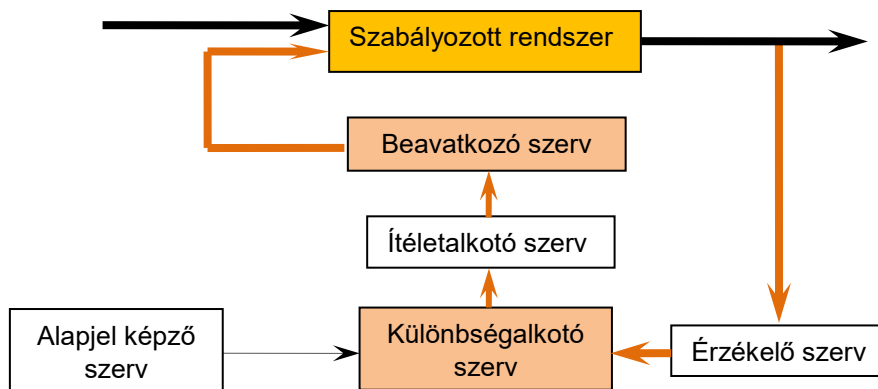 Szabályozott rendszer
Beavatkozó szerv
Ítéletalkotó szerv
Alapjel képző
szerv
Különbségalkotó
szerv
Érzékelő szerv